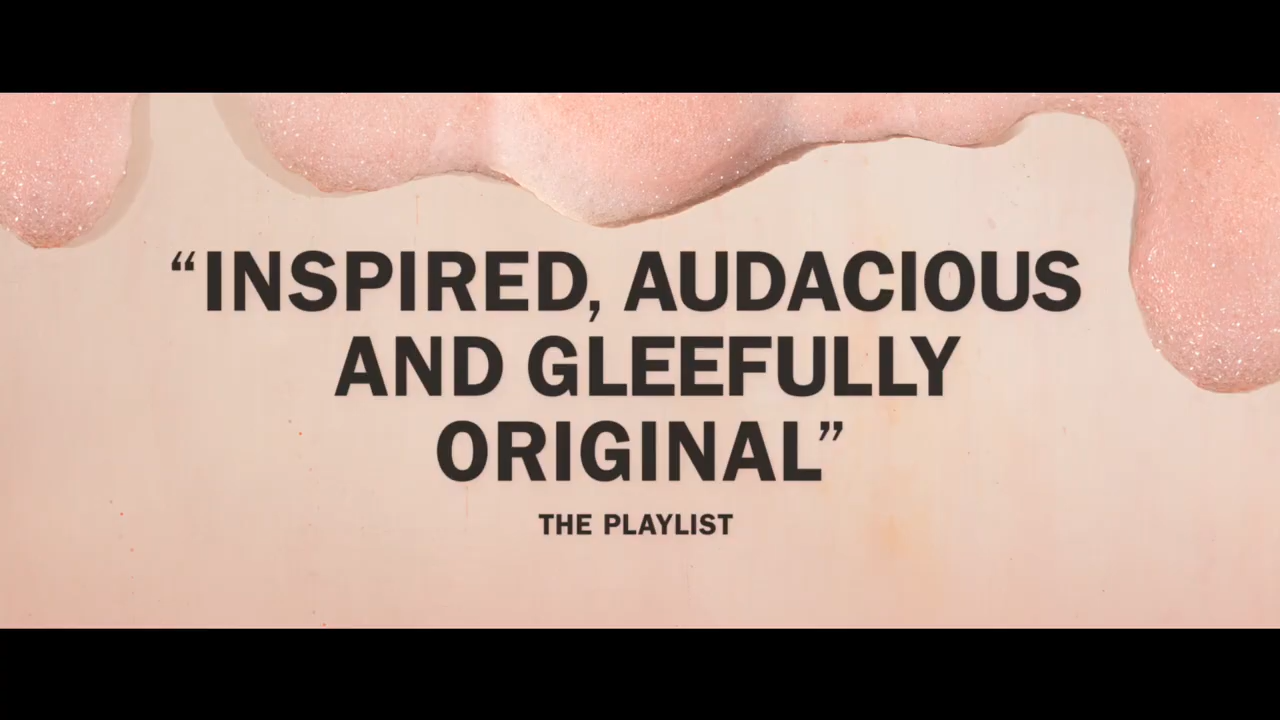 “INSPIRED, AUDACIOUS
AND GLEEFULLY
ORIGINAL”
THE PLAYLIST